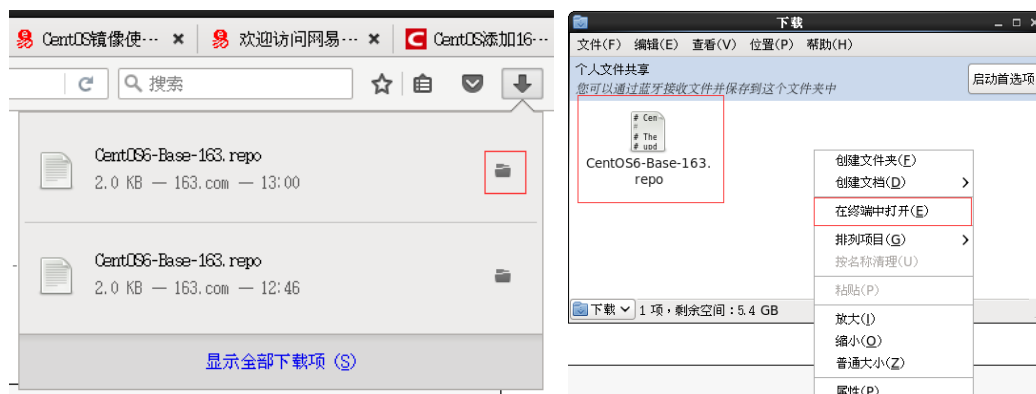 CentOS镜像使…
欢迎访问网易…
CentOS添加16…
搜索
CentOS6-Base-163.repo
2.0 KB — 163.com — 13:00
CentOS6-Base-163.repo
2.0 KB — 163.com — 12:46
显示全部下载项 (S)
下载
文件(F) 编辑(E) 查看(V) 位置(P) 帮助(H)
个人文件共享
您可以通过蓝牙接收文件并保存到这个文件夹中
启动首选项
# Cen
#
# The
# upd
CentOS6-Base-163.
repo
创建文件夹(F)
创建文档(D)
在终端中打开(E)
排列项目(G)
按名称清理(U)
粘贴(P)
放大(I)
缩小(O)
普通大小(Z)
属性(P)
下载 1 项，剩余空间：5.4 GB